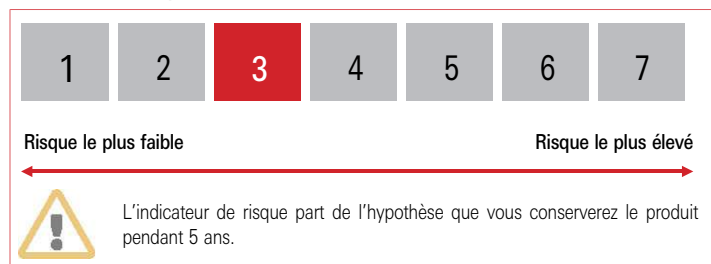 1 2 3 4 5 6 7
Risque le plus faible Risque le plus élevé
L'indicateur de risque part de l'hypothèse que vous conserverez le produit
pendant 5 ans.